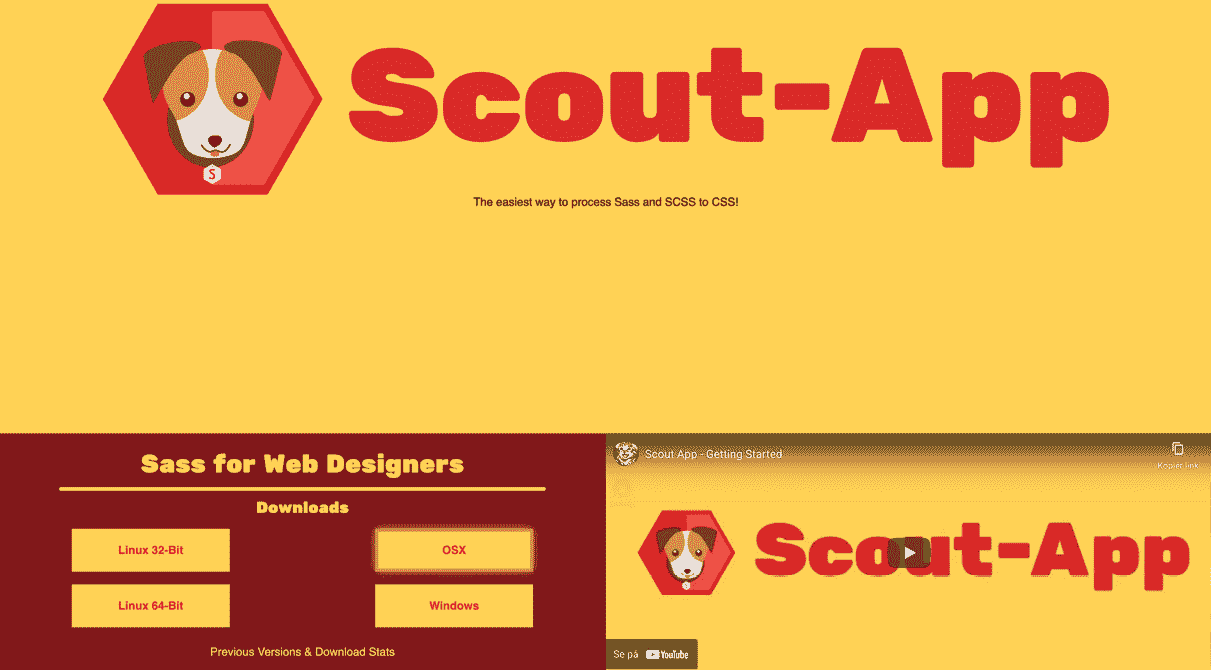 Scout-App
S
The easiest way to process Sass and SCSS to CSS!
Sass for Web Designers
Downloads
Linux 32-Bit
OSX
Linux 64-Bit
Windows
Previous Versions & Download Stats
Scout App - Getting Started
Kopier link
Scout-App
Se på YouTube